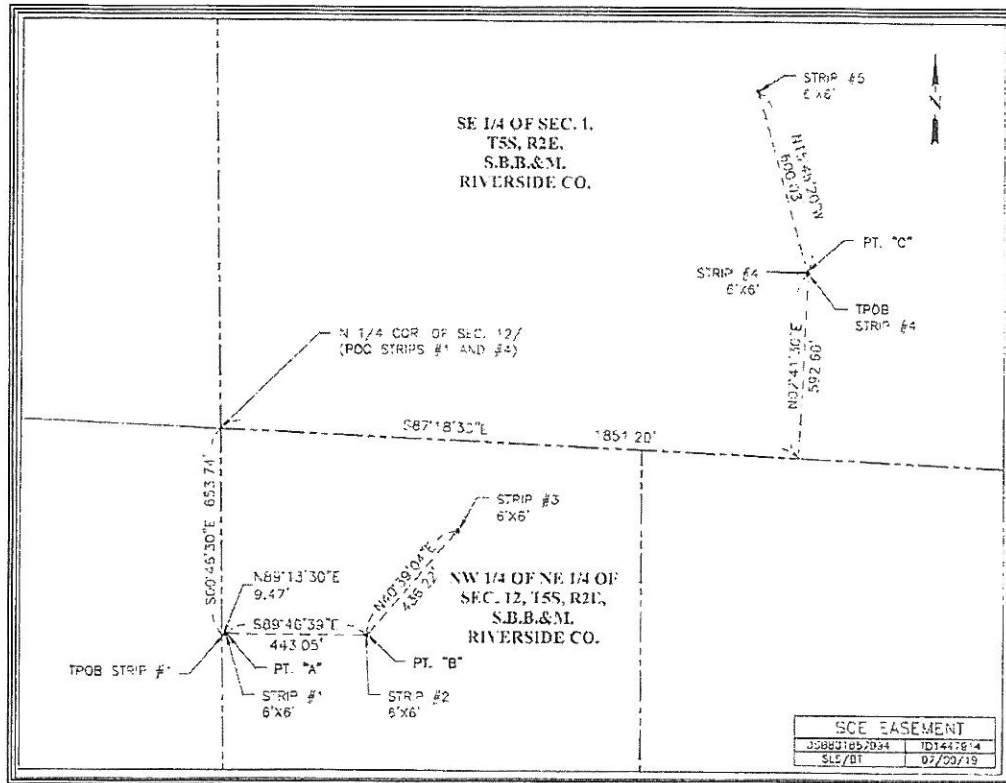 STRIP #5
6'X6'
SE 1/4 OF SEC. 1,
T5S, R2E,
S.B.B.&M.
RIVERSIDE CO.
N15°45'20"W
600.13'
PT. "C"
STRIP #4
6'X6'
TPOB
STRIP #4
N 1/4 COR. OF SEC. 12/
(POC STRIPS #1 AND #4)
N02°41'30"E
592.66'
S87°18'30"E
1851.20'
S00°46'30"E 653.74'
STRIP #3
6'X6'
N89°13'30"E
9.47'
N40°39'04"E
436.22'
NW 1/4 OF NE 1/4 OF
SEC. 12, T5S, R2E,
S.B.B.&M.
RIVERSIDE CO.
S89°46'39"E
443.05'
TPOB STRIP #1
PT. "A"
PT. "B"
STRIP #1
6'X6'
STRIP #2
6'X6'
SCE EASEMENT
SLS/BT